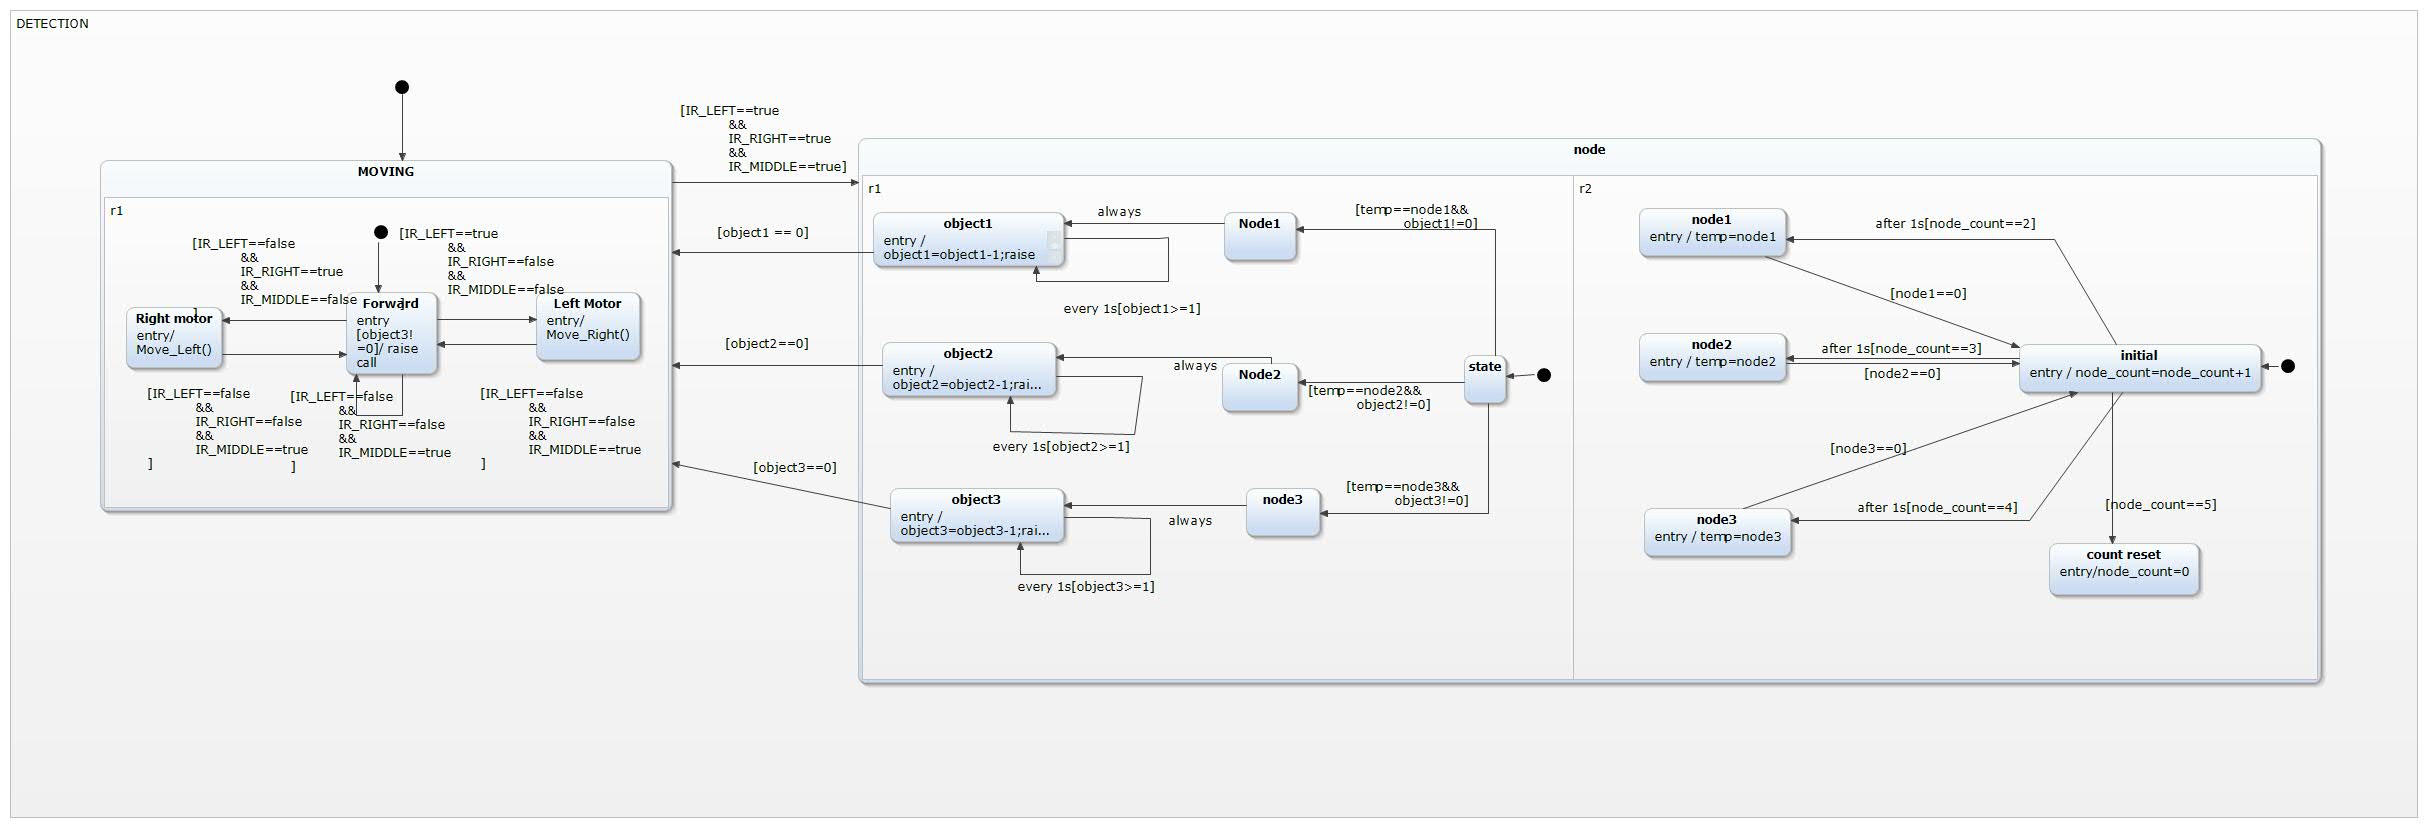 DETECTION
MOVING
r1
[IR_LEFT==false
&&
IR_RIGHT==true
&&
IR_MIDDLE==false
]
[IR_LEFT==true
&&
IR_RIGHT==false
&&
IR_MIDDLE==false
]
Right motor
entry/
Move_Left()
Forward
entry
[object3!
=0]/ raise
call
Left Motor
entry/
Move_Right()
[IR_LEFT==false
&&
IR_RIGHT==false
&&
IR_MIDDLE==true
]
[IR_LEFT==false
&&
IR_RIGHT==false
&&
IR_MIDDLE==true
]
[IR_LEFT==false
&&
IR_RIGHT==false
&&
IR_MIDDLE==true
]
[IR_LEFT==true
&&
IR_RIGHT==true
&&
IR_MIDDLE==true]
[object1 == 0]
[object2==0]
[object3==0]
node
r1
object1
entry /
object1=object1-1;raise
always
Node1
[temp==node1&&
object1!=0]
every 1s[object1>=1]
object2
entry /
object2=object2-1;rai...
always
Node2
[temp==node2&&
object2!=0]
every 1s[object2>=1]
state
object3
entry /
object3=object3-1;rai...
always
node3
[temp==node3&&
object3!=0]
every 1s[object3>=1]
r2
node1
entry / temp=node1
after 1s[node_count==2]
[node1==0]
node2
entry / temp=node2
after 1s[node_count==3]
[node2==0]
initial
entry / node_count=node_count+1
[node3==0]
node3
entry / temp=node3
after 1s[node_count==4]
[node_count==5]
count reset
entry/node_count=0